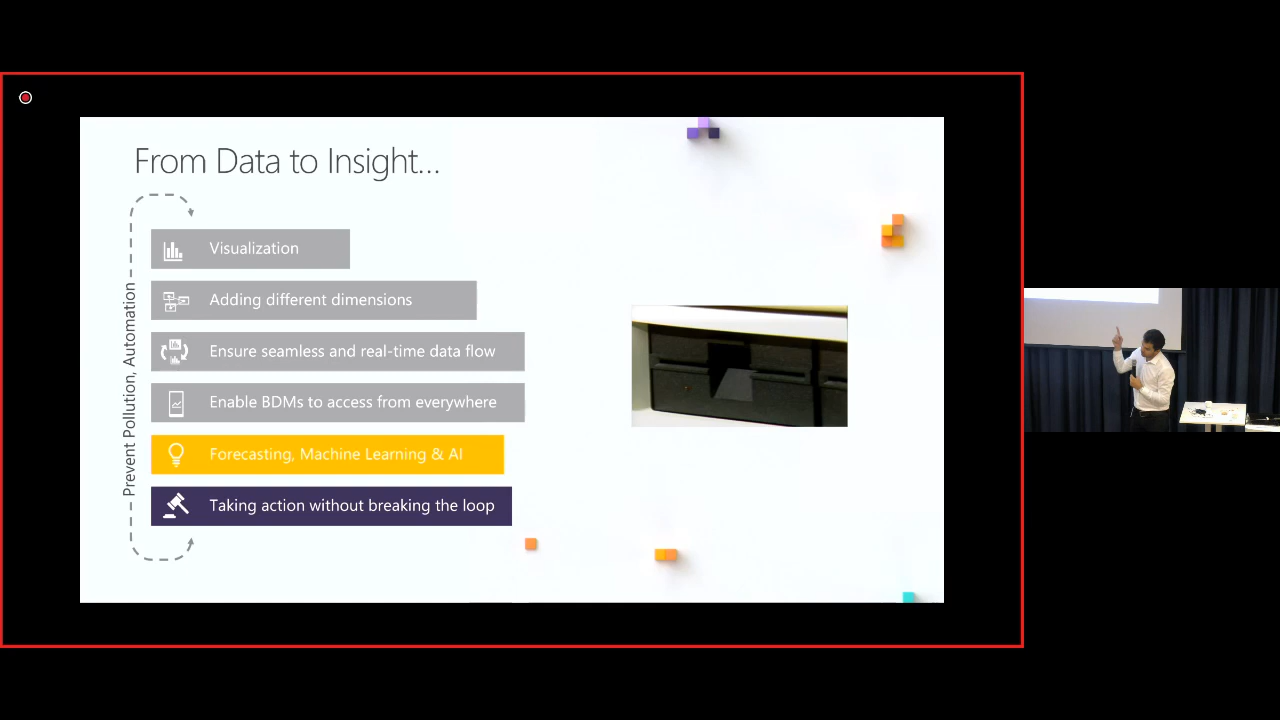 From Data to Insight...
Visualization
Adding different dimensions
Ensure seamless and real-time data flow
Enable BDMs to access from everywhere
Forecasting, Machine Learning & AI
Taking action without breaking the loop
Prevent Pollution, Automation